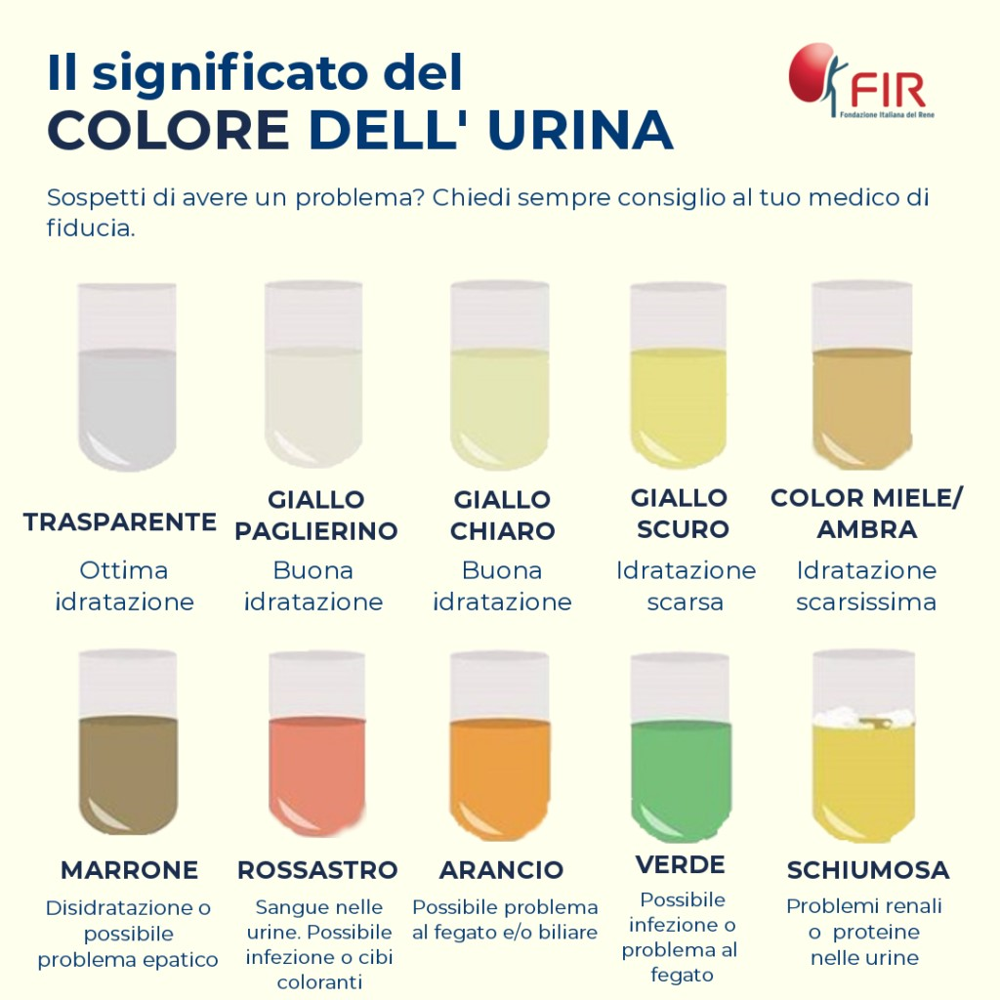 Il significato del
COLORE DELL' URINA
FIR
Fondazione Italiana del Rene
Sospetti di avere un problema? Chiedi sempre consiglio al tuo medico di
fiducia.
TRASPARENTE
Ottima
idratazione
GIALLO
PAGLIERINO
Buona
idratazione
GIALLO
CHIARO
Buona
idratazione
GIALLO
SCURO
Idratazione
scarsa
COLOR MIELE/
AMBRA
Idratazione
scarsissima
MARRONE
Disidratazione o
possibile
problema epatico
ROSSASTRO
Sangue nelle
urine. Possibile
infezione o cibi
coloranti
ARANCIO
Possibile problema
al fegato e/o biliare
VERDE
Possibile
infezione o
problema al
fegato
SCHIUMOSA
Problemi renali
o proteine
nelle urine